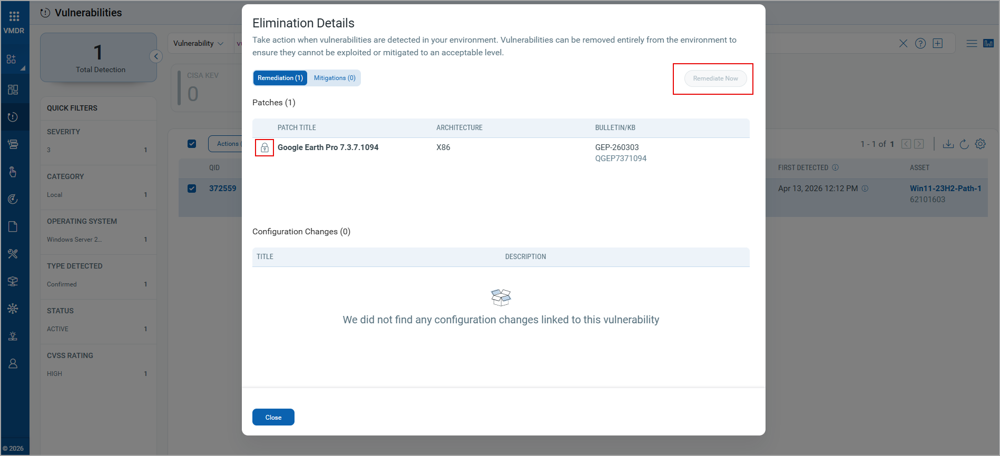 VMDR
Vulnerabilities
1
Total Detection
QUICK FILTERS
SEVERITY
3 1
CATEGORY
Local 1
OPERATING SYSTEM
Windows Server 2... 1
TYPE DETECTED
Confirmed 1
STATUS
ACTIVE 1
CVSS RATING
HIGH 1
© 2026
Vulnerability
CISA KEV
0
Actions (
QID
372559
Elimination Details
Take action when vulnerabilities are detected in your environment. Vulnerabilities can be removed entirely from the environment to
ensure they cannot be exploited or mitigated to an acceptable level.
Remediation (1) Mitigations (0)
Remediate Now
Patches (1)
PATCH TITLE ARCHITECTURE BULLETIN/KB
Google Earth Pro 7.3.7.1094 X86 GEP-260303
QGEP7371094
Configuration Changes (0)
TITLE DESCRIPTION
We did not find any configuration changes linked to this vulnerability
Close
1 - 1 of 1
FIRST DETECTED ASSET
Apr 13, 2026 12:12 PM Win11-23H2-Path-1
62101603